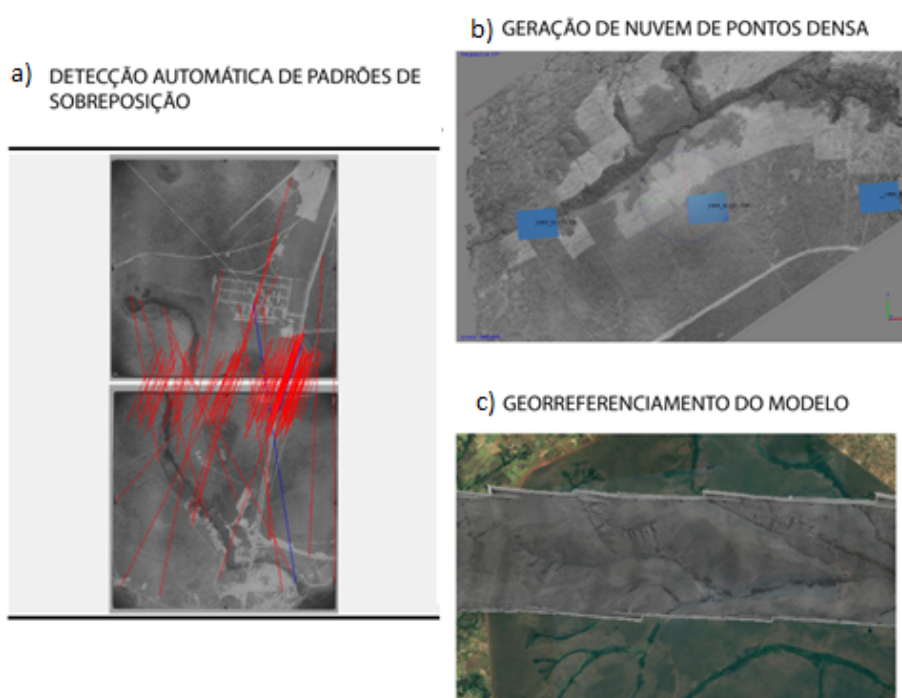 a) DETECÇÃO AUTOMÁTICA DE PADRÕES DE
SOBREPOSIÇÃO
b) GERAÇÃO DE NUVEM DE PONTOS DENSA
c) GEORREFERENCIAMENTO DO MODELO